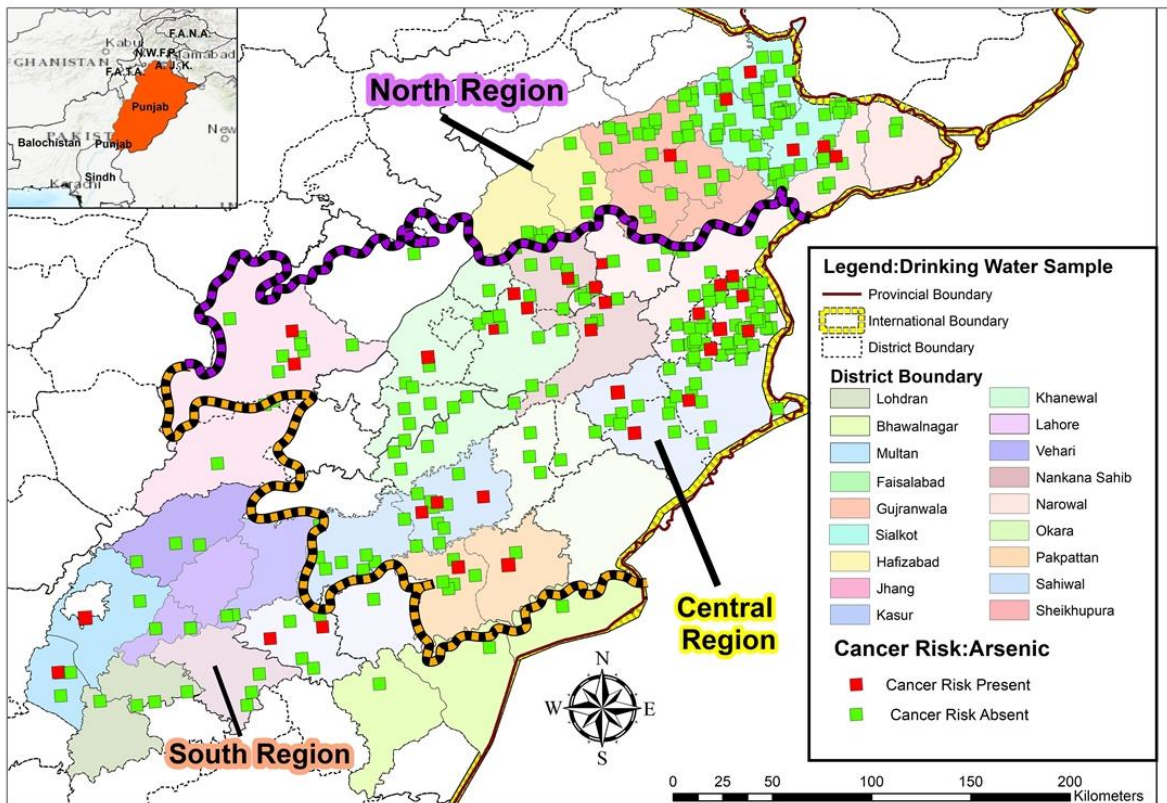 F.A.N.A.
Kabul
N.W.F.P.
Islamabad
GHANISTAN
F.A.T.A.
A. J. K.
Punjab
PAKIST
New
Balochistan
Punjab
Sindh
Karachi
North Region
Central
Region
South Region
N
W
E
S
Legend:Drinking Water Sample
Provincial Boundary
International Boundary
District Boundary
District Boundary
Lohdran
Bhawalnagar
Multan
Faisalabad
Gujranwala
Sialkot
Hafizabad
Jhang
Kasur
Khanewal
Lahore
Vehari
Nankana Sahib
Narowal
Okara
Pakpattan
Sahiwal
Sheikhupura
Cancer Risk:Arsenic
Cancer Risk Present
Cancer Risk Absent
0 25 50 100 150 200
Kilometers